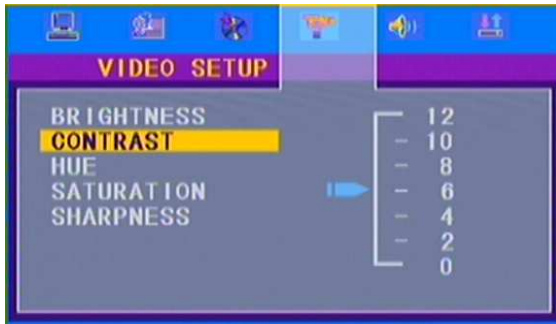 VIDEO SETUP
BRIGHTNESS
CONTRAST
HUE
SATURATION
SHARPNESS
12
10
8
6
4
2
0